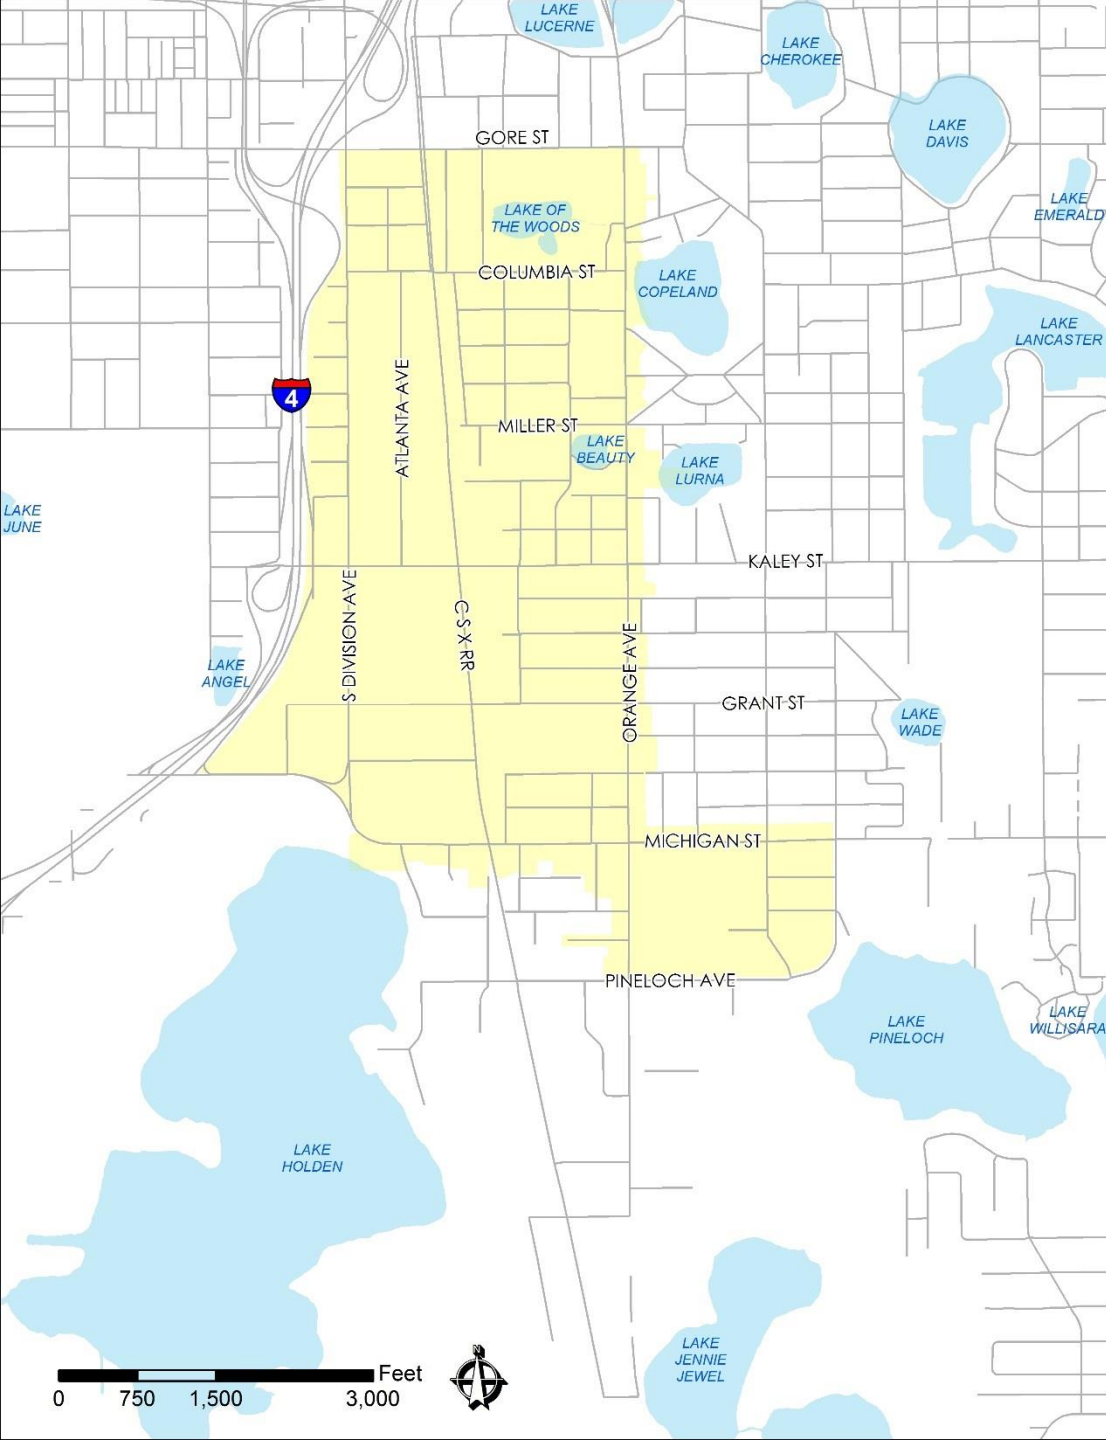 LAKE
LUCERNE
LAKE
CHEROKEE
LAKE
DAVIS
GORE ST
LAKE
EMERALD
LAKE OF
THE WOODS
COLUMBIA ST
LAKE
COPELAND
LAKE
LANCASTER
4
ATLANTA AVE
MILLER ST
LAKE
BEAUTY
LAKE
LURNA
LAKE
JUNE
KALEY ST
S DIVISION AVE
C S X RR
ORANGE AVE
LAKE
ANGEL
GRANT ST
LAKE
WADE
MICHIGAN ST
PINELOCH AVE
LAKE
PINELOCH
LAKE
WILLISARA
LAKE
HOLDEN
LAKE
JENNIE
JEWEL
N
Feet
0 750 1,500 3,000